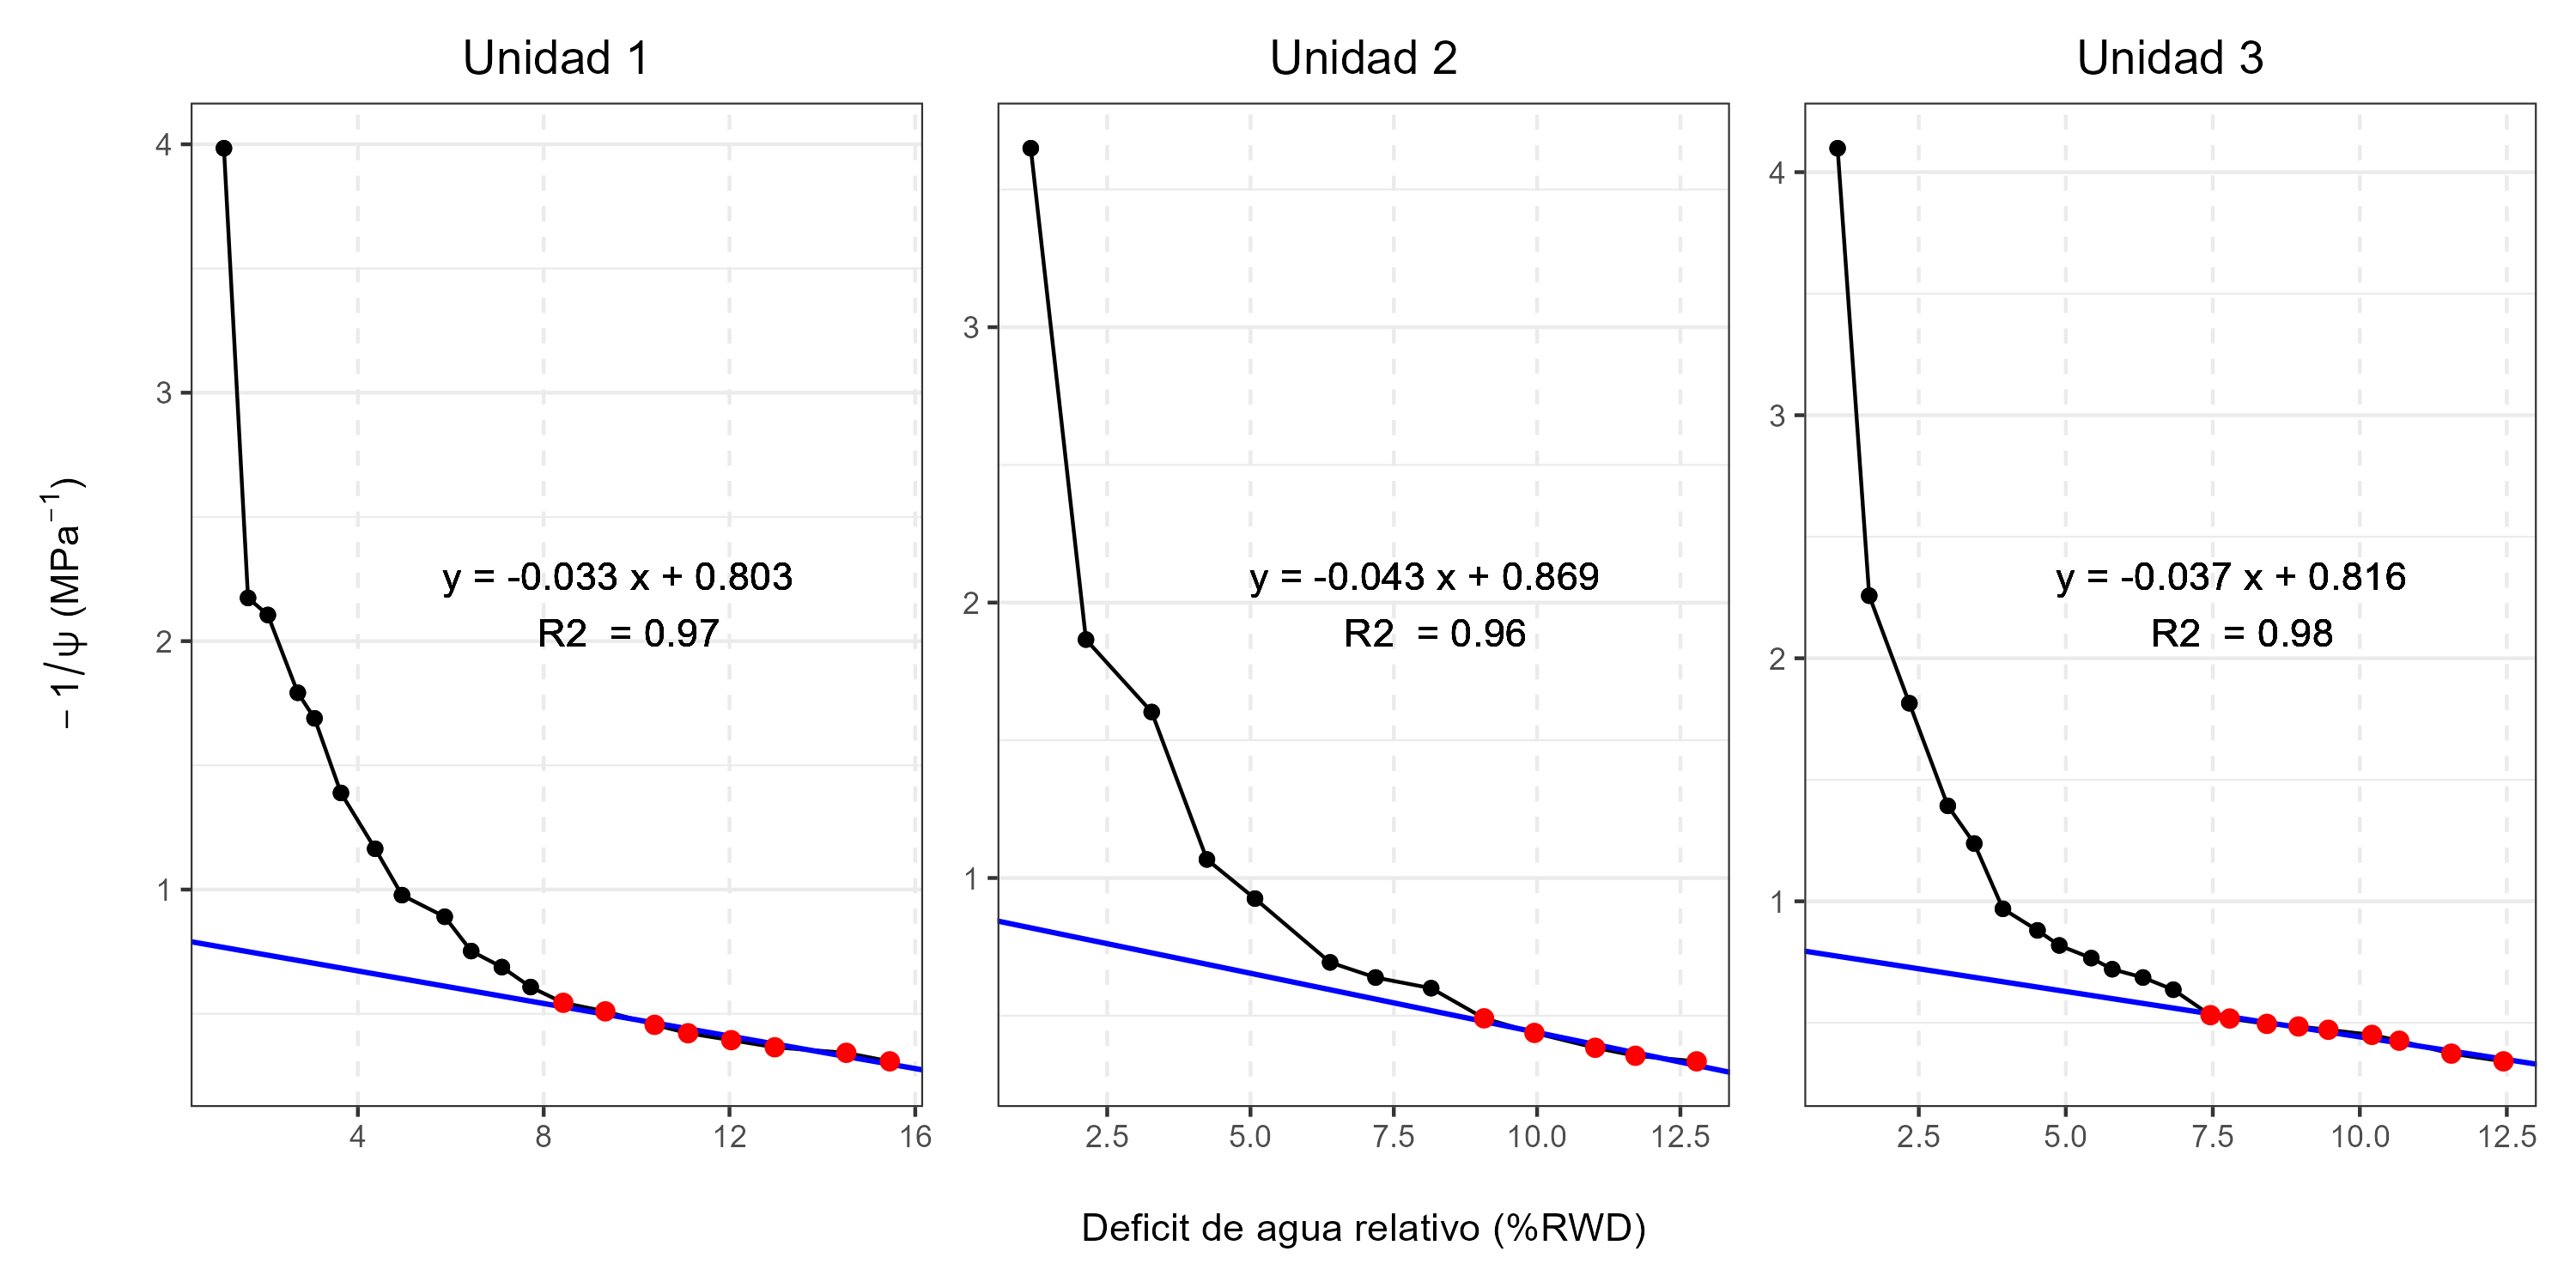 Unidad 1
Unidad 2
Unidad 3
− 1/ψ (MPa⁻¹)
4
3
2
1
y = -0.033 x + 0.803
R2 = 0.97
4
8
12
16
3
2
1
y = -0.043 x + 0.869
R2 = 0.96
2.5
5.0
7.5
10.0
12.5
4
3
2
1
y = -0.037 x + 0.816
R2 = 0.98
2.5
5.0
7.5
10.0
12.5
Deficit de agua relativo (%RWD)